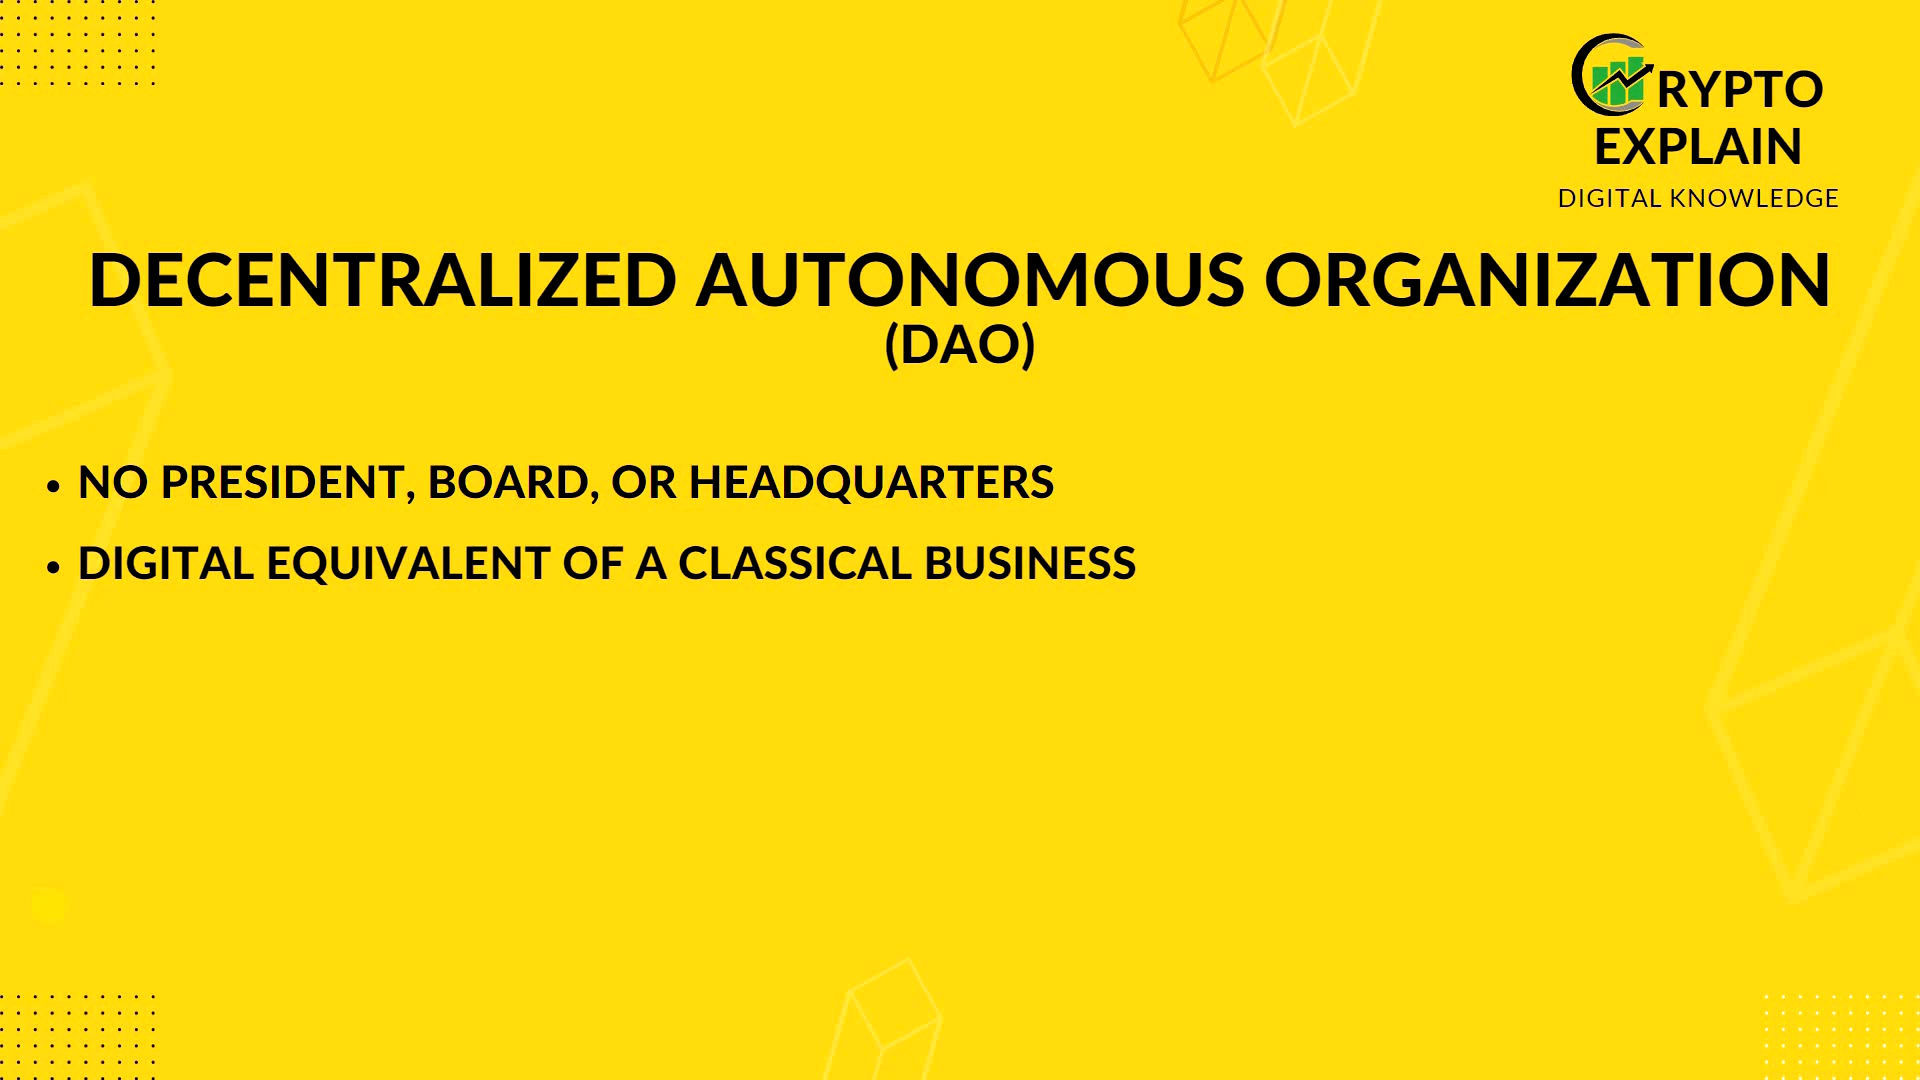 CRYPTO
EXPLAIN
DIGITAL KNOWLEDGE
DECENTRALIZED AUTONOMOUS ORGANIZATION
(DAO)
• NO PRESIDENT, BOARD, OR HEADQUARTERS
• DIGITAL EQUIVALENT OF A CLASSICAL BUSINESS